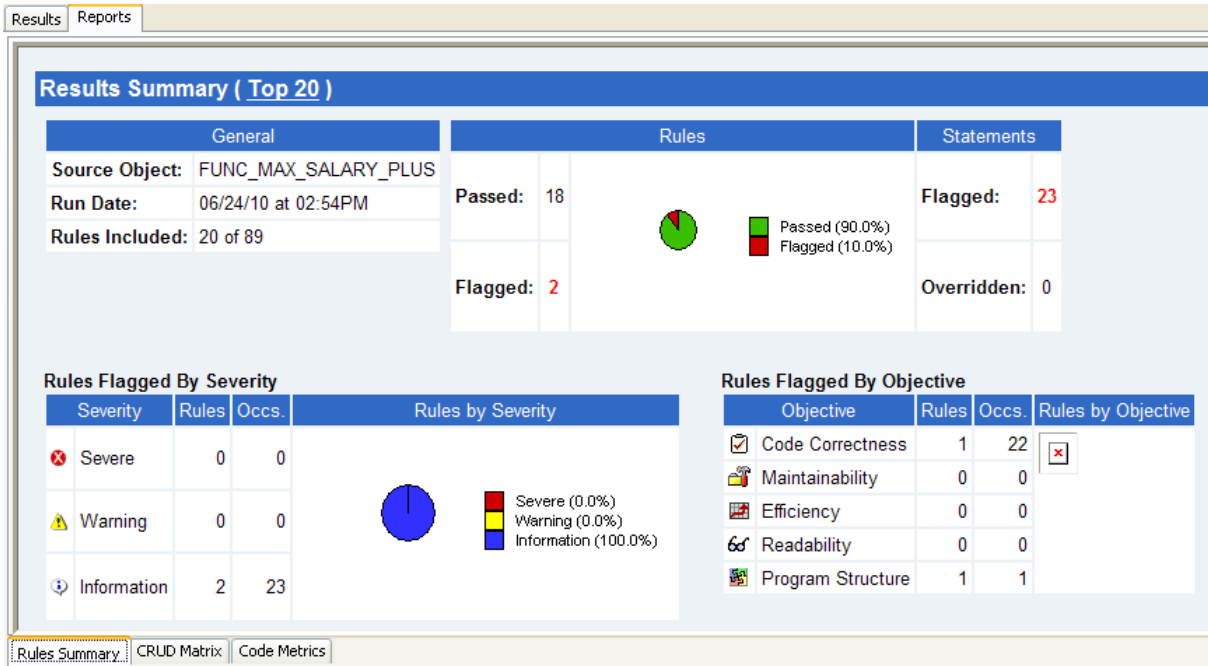 Results Reports
Results Summary ( Top 20 )
General
Source Object: FUNC_MAX_SALARY_PLUS
Run Date: 06/24/10 at 02:54PM
Rules Included: 20 of 89
Rules
Passed: 18
Flagged: 2
Passed (90.0%)
Flagged (10.0%)
Statements
Flagged: 23
Overridden: 0
Rules Flagged By Severity
Severity Rules Occs. Rules by Severity
Severe 0 0
Warning 0 0
Information 2 23
Severe (0.0%)
Warning (0.0%)
Information (100.0%)
Rules Flagged By Objective
Objective Rules Occs. Rules by Objective
Code Correctness 1 22
Maintainability 0 0
Efficiency 0 0
Readability 0 0
Program Structure 1 1
Rules Summary CRUD Matrix Code Metrics